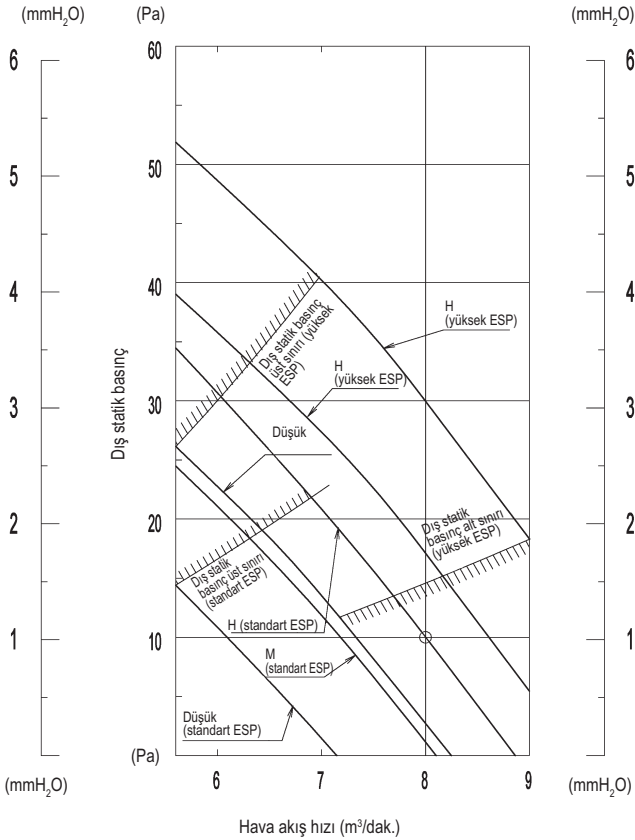 (mmH₂O)
(Pa)
(mmH₂O)
6
60
6
5
50
5
4
40
4
H
(yüksek ESP)
Dış statik basınç
üst sınırı (yüksek
ESP)
H
(yüksek ESP)
3
30
3
Dış statik basınç
Düşük
2
20
2
Dış statik
basınç alt sınırı
(yüksek ESP)
Dış statik
basınç üst sınırı
(standart ESP)
H (standart ESP)
1
10
1
M
(standart ESP)
Düşük
(standart ESP)
(Pa)
6
7
8
9
(mmH₂O)
(mmH₂O)
Hava akış hızı (m³/dak.)